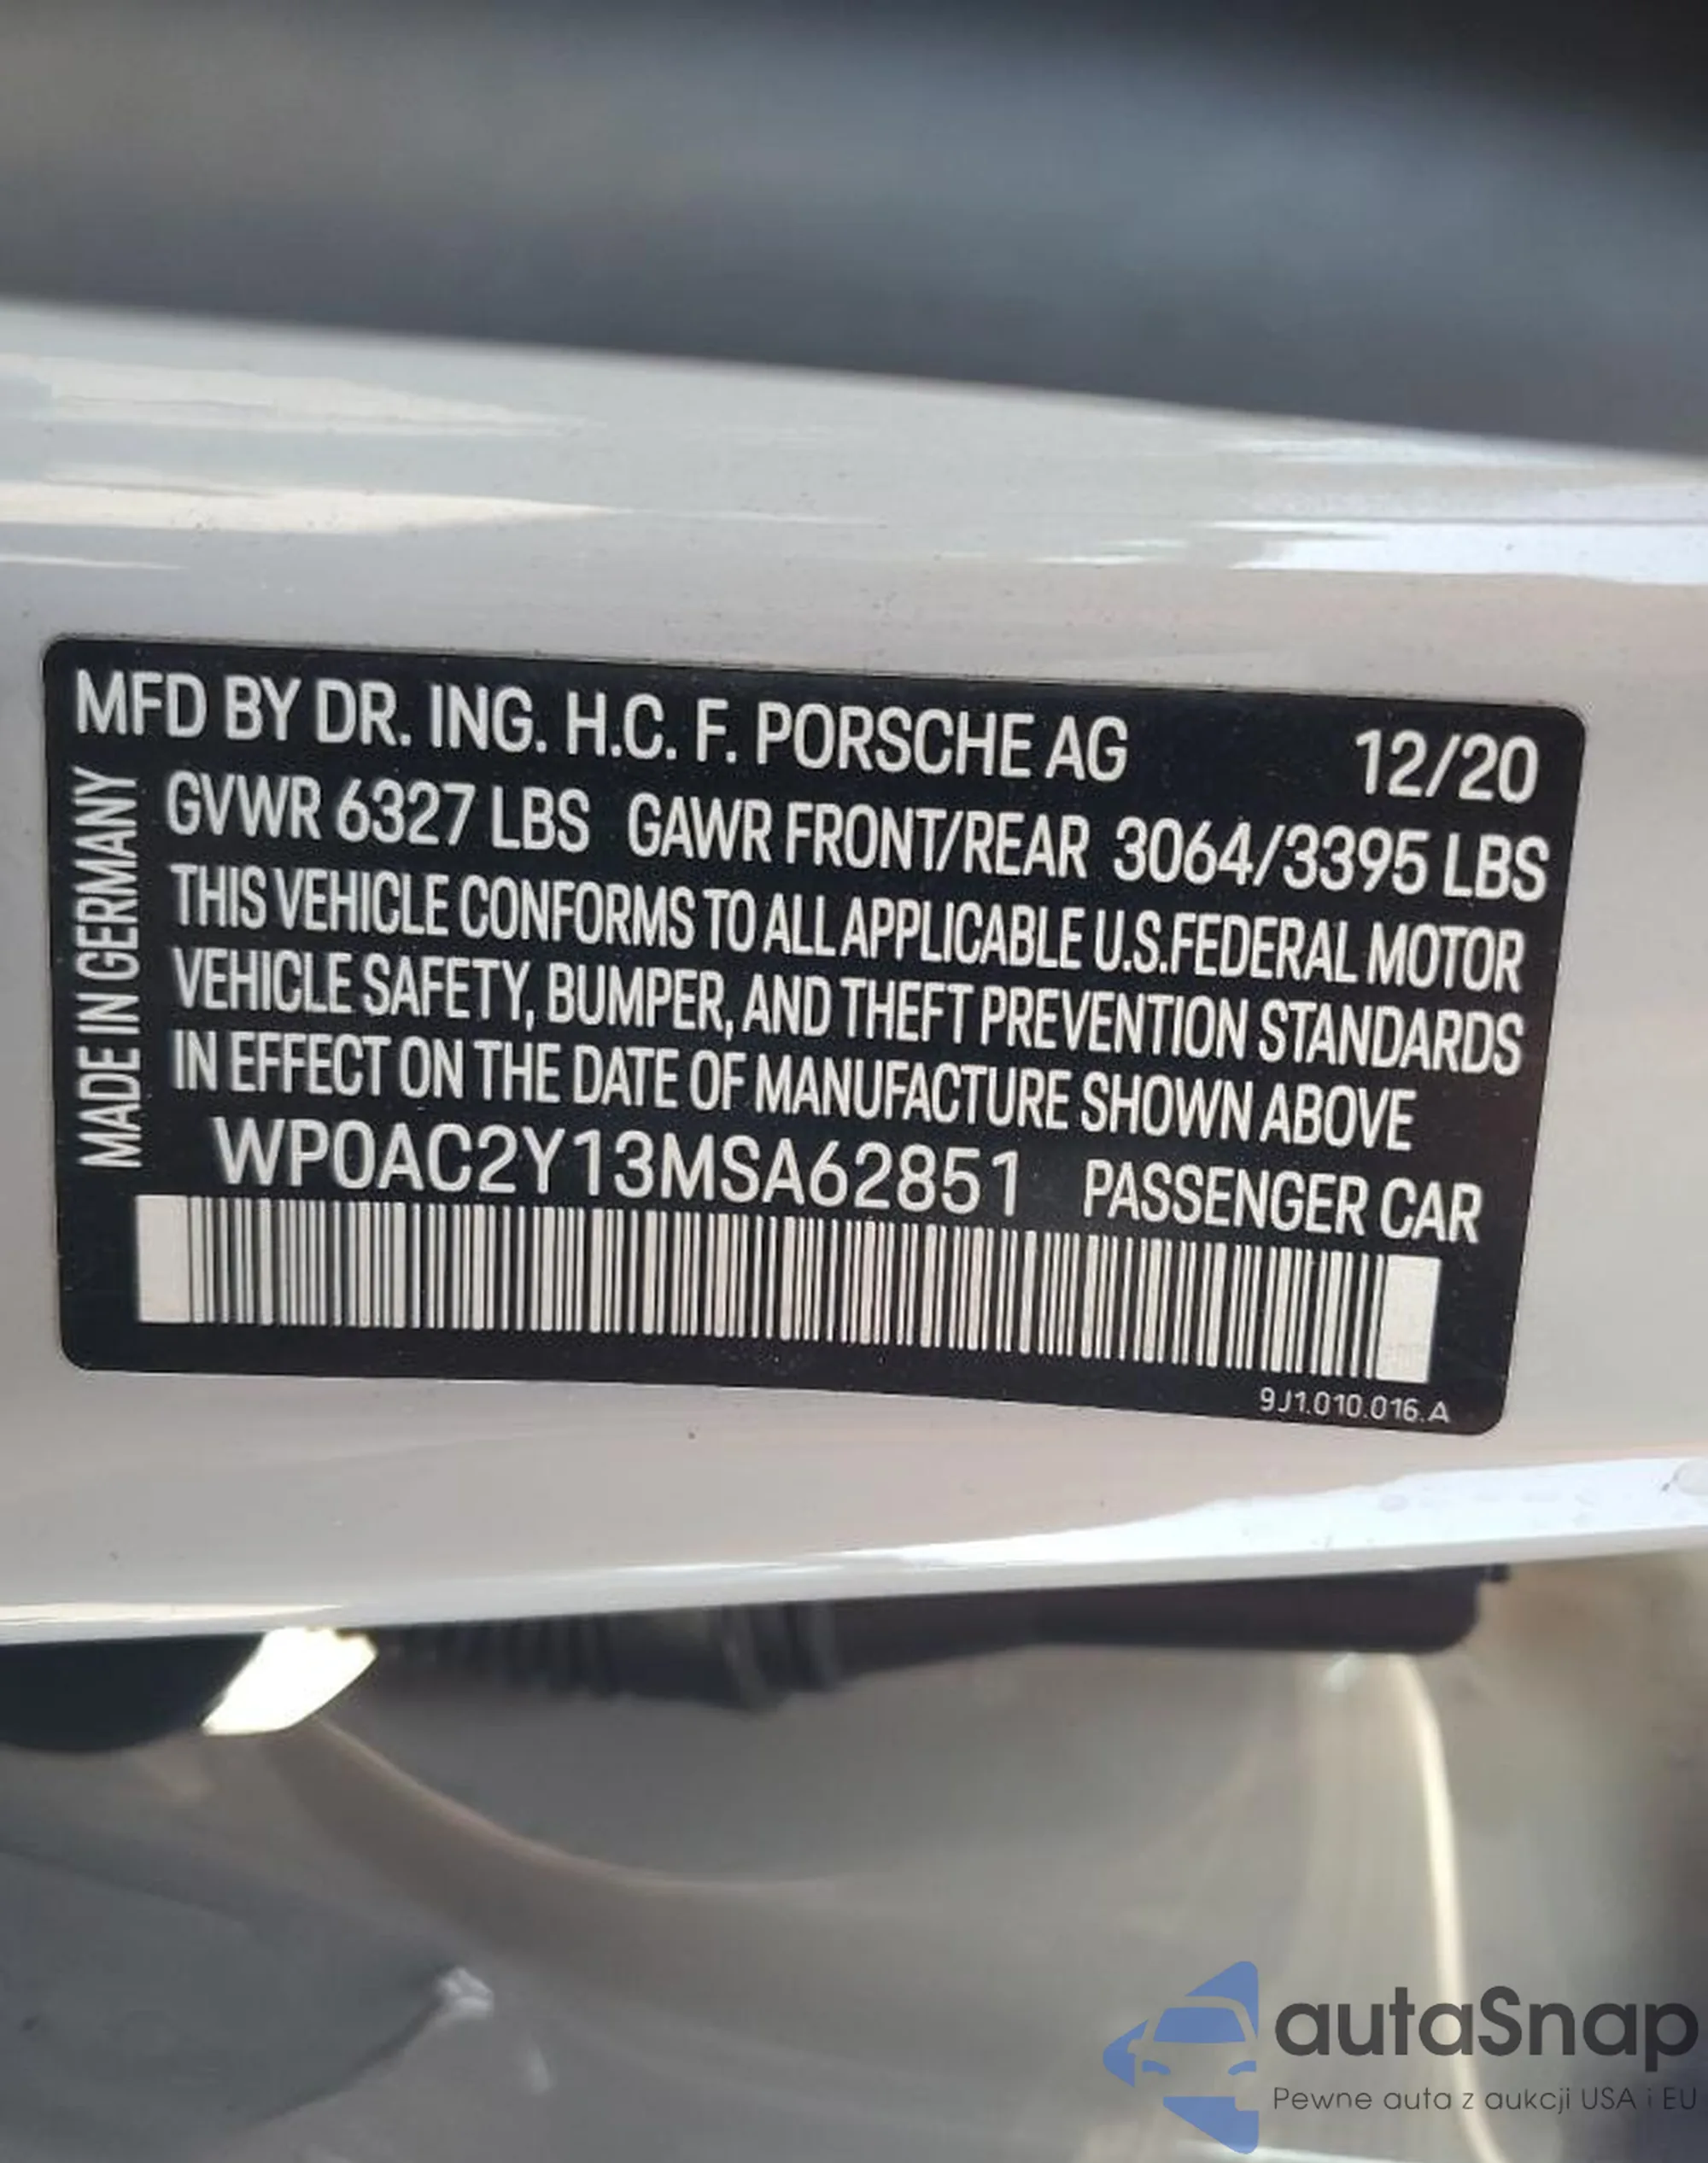 MFD BY DR. ING. H.C. F. PORSCHE AG 12/20
MADE IN GERMANY
GVWR 6327 LBS GAWR FRONT/REAR 3064/3395 LBS
THIS VEHICLE CONFORMS TO ALL APPLICABLE U.S.FEDERAL MOTOR
VEHICLE SAFETY, BUMPER, AND THEFT PREVENTION STANDARDS
IN EFFECT ON THE DATE OF MANUFACTURE SHOWN ABOVE
WP0AC2Y13MSA62851 PASSENGER CAR
9J1.010.016.A
autaSnap
Pewne auta z aukcji USA i EU